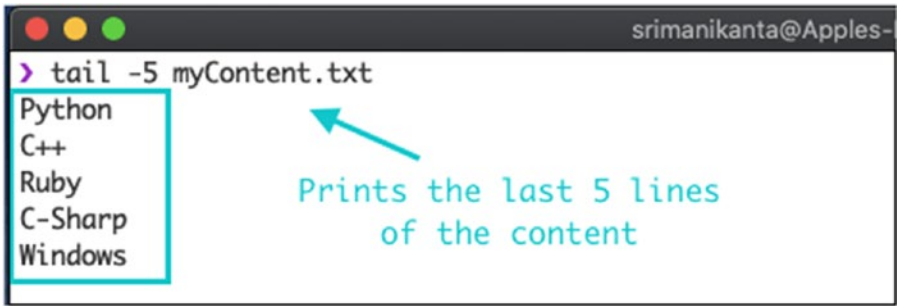 srimanikanta@Apples-
❯ tail -5 myContent.txt
Python
C++
Ruby
C-Sharp
Windows
Prints the last 5 lines
of the content